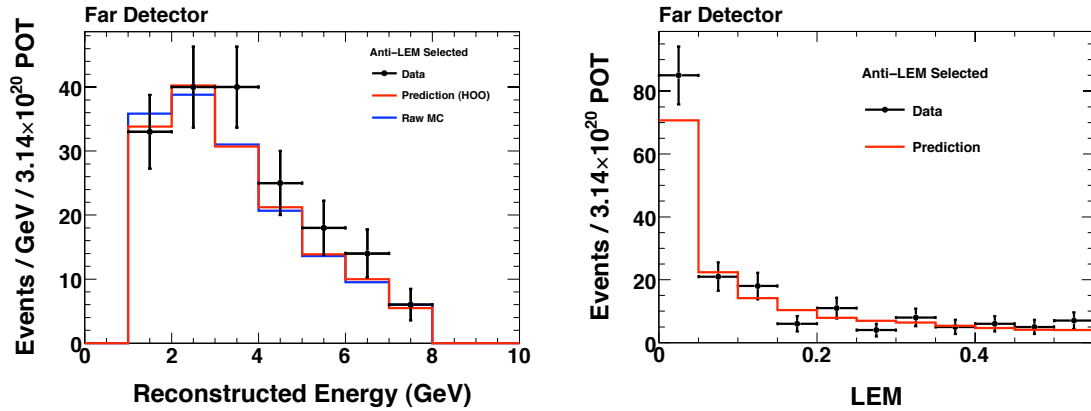 Far Detector
Anti-LEM Selected
Data
Prediction (HOO)
Raw MC
Events / GeV / 3.14×10²⁰ POT
40
30
20
10
0
0 2 4 6 8 10
Reconstructed Energy (GeV)
Far Detector
Anti-LEM Selected
Data
Prediction
Events / 3.14×10²⁰ POT
80
60
40
20
0
0 0.2 0.4
LEM